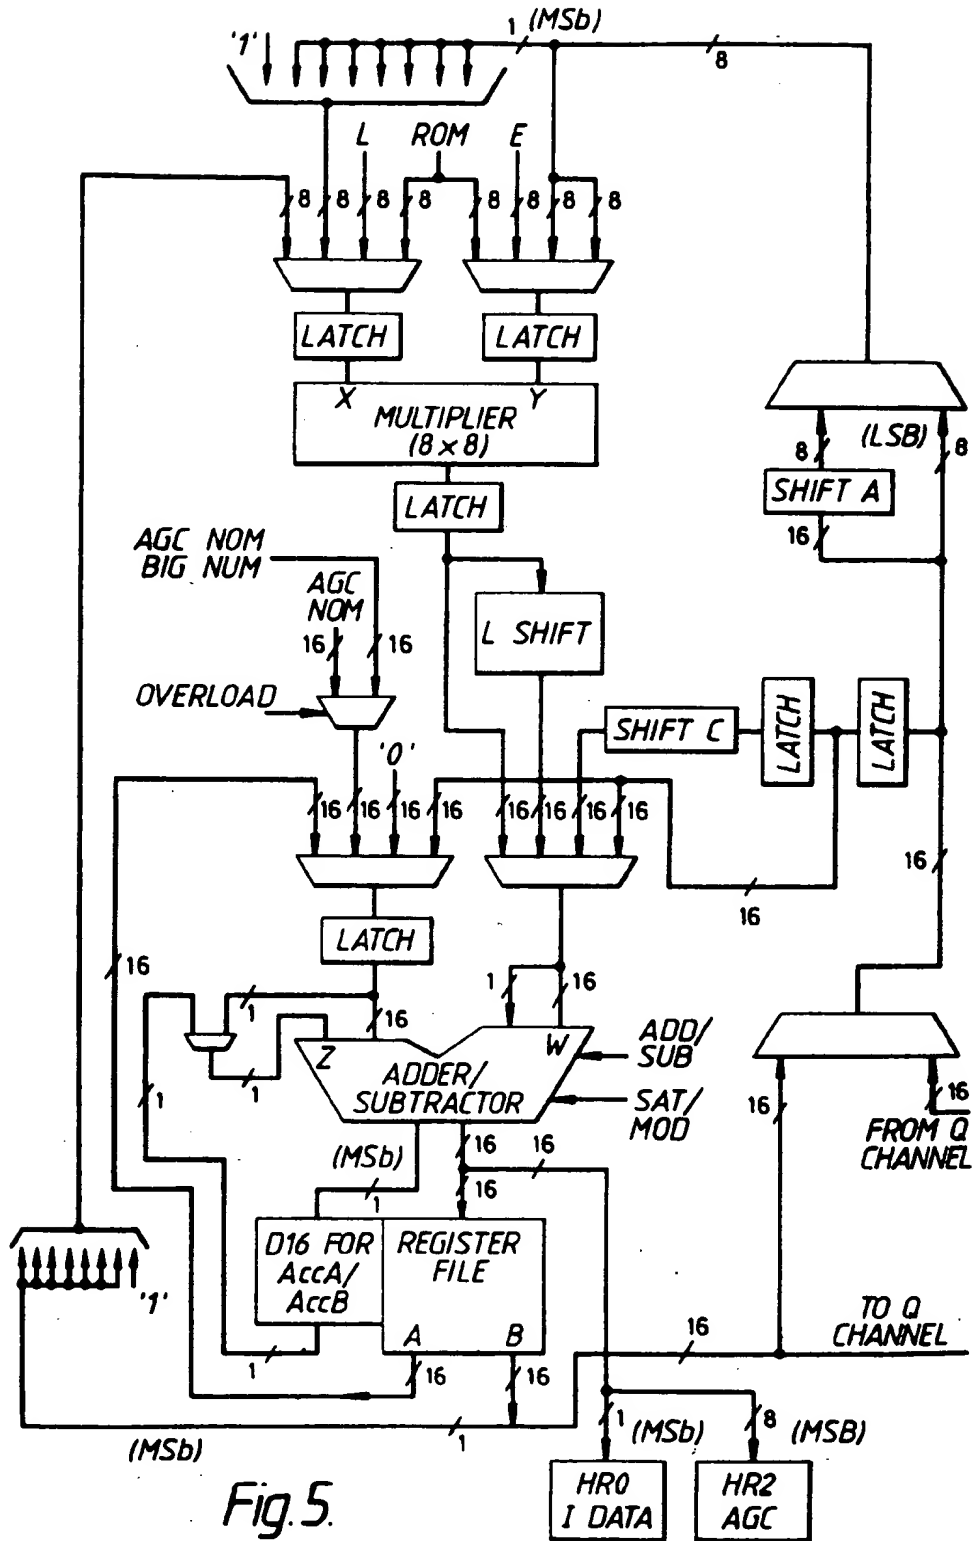 1 (MSb)
'1'
8
L ROM E
8 8 8 8 8 8 8 8
LATCH LATCH
X Y
MULTIPLIER
(8 x 8)
(LSB)
8 8
SHIFT A
16
LATCH
AGC NOM
BIG NUM
AGC
NOM
16 16
L SHIFT
OVERLOAD
SHIFT C
LATCH
LATCH
'0'
16 16 16 16 16 16 16 16
16
16
LATCH
16
1
1
16
16
Z W
ADDER/
SUBTRACTOR
ADD/
SUB
SAT/
MOD
1
1
16
16
FROM Q
CHANNEL
(MSb)
1
16
16
16
D16 FOR
AccA/
AccB
REGISTER
FILE
'1'
A B
TO Q
CHANNEL
16
1
16
16
(MSb)
1
1
(MSb)
8
(MSB)
HR0
I DATA
HR2
AGC
Fig. 5.